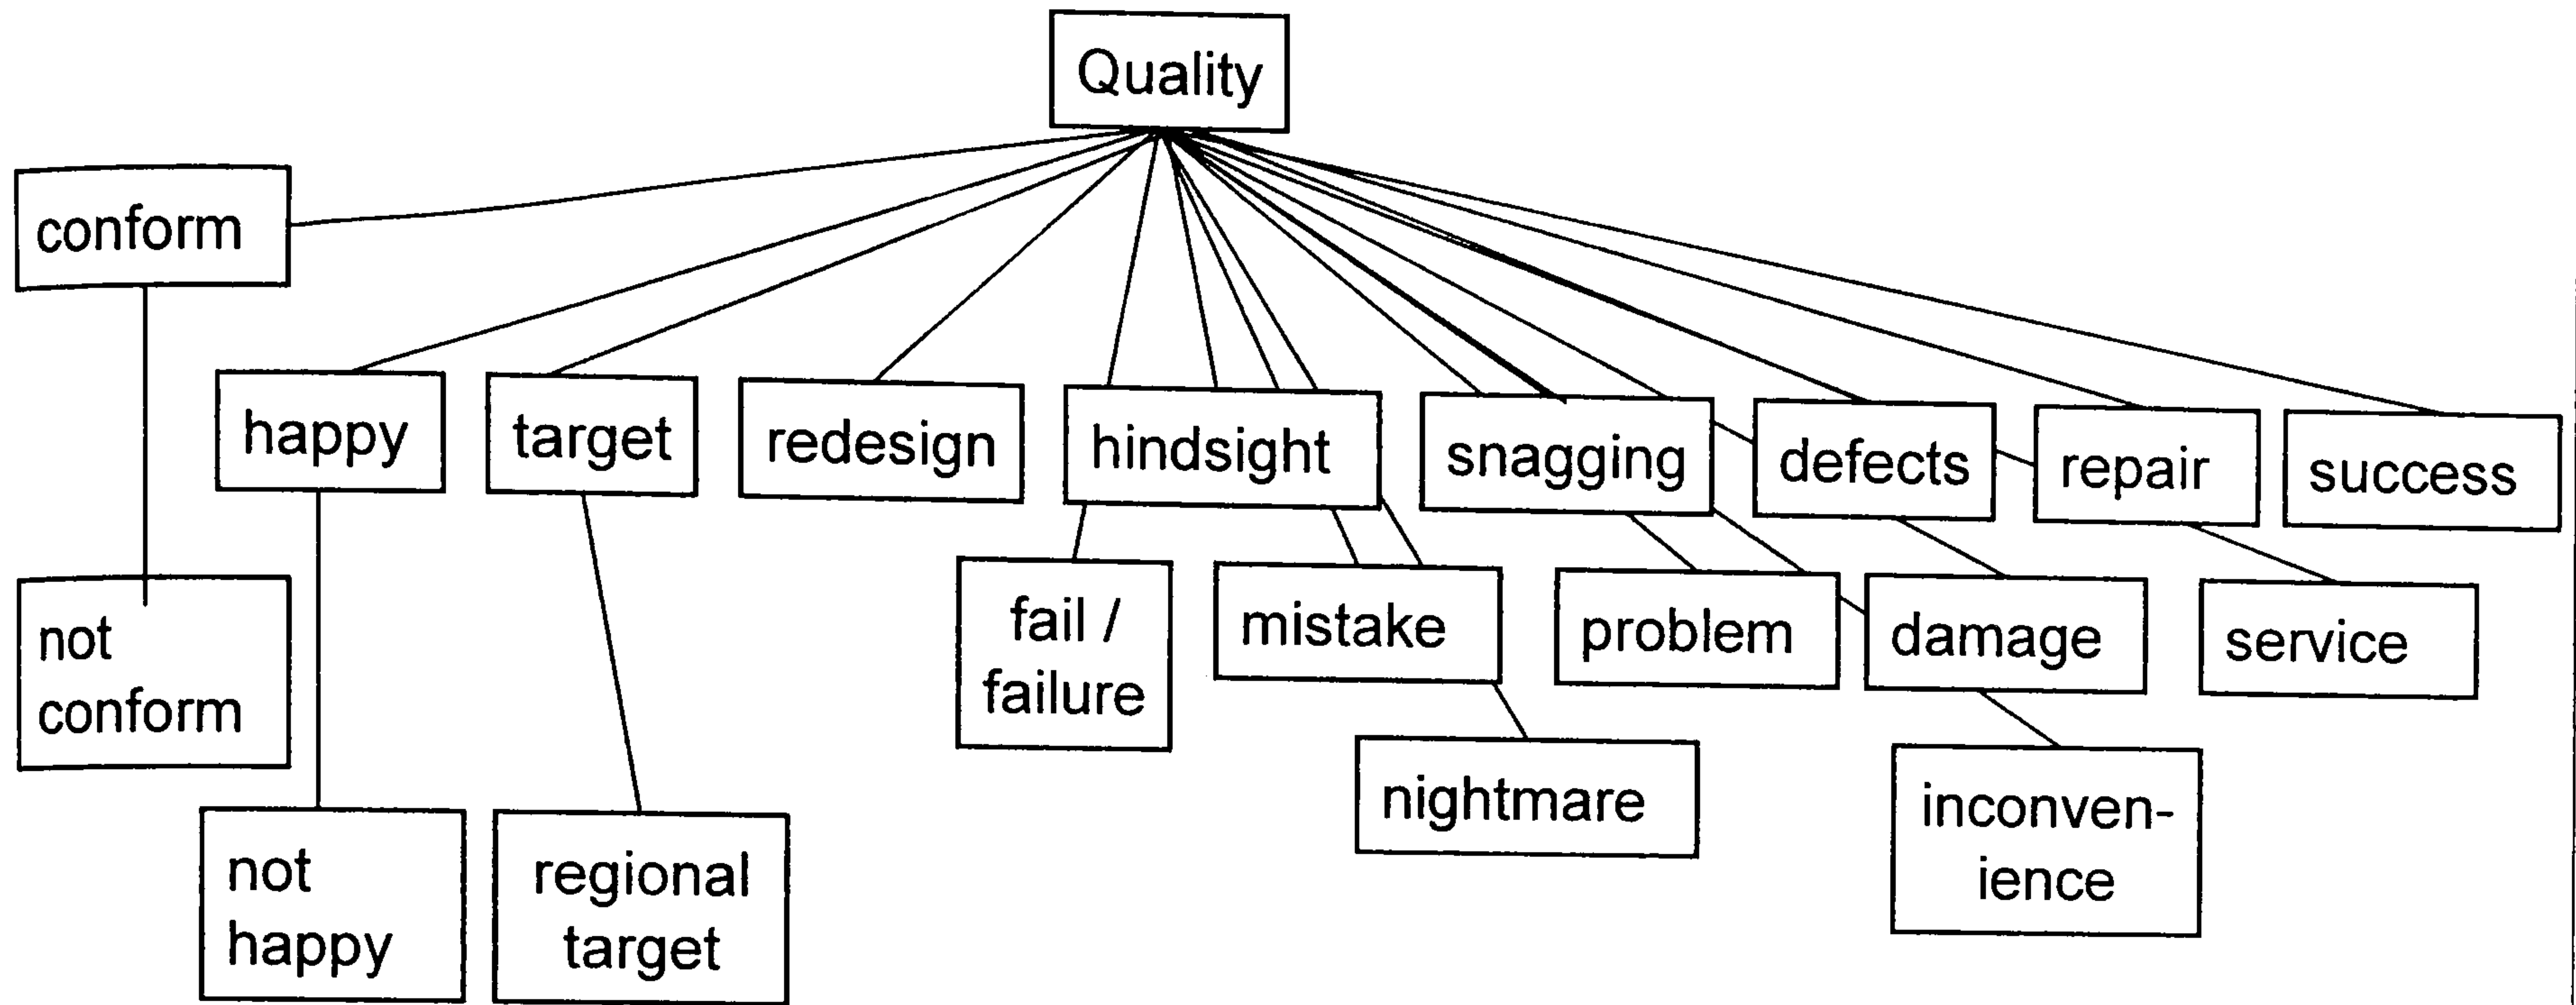 Quality
conform
happy
target
redesign
hindsight
snagging
defects
repair
success
not
conform
fail /
failure
mistake
problem
damage
service
nightmare
inconven-
ience
not
happy
regional
target